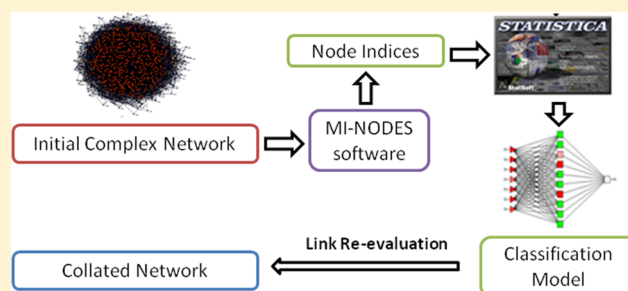 STATISTICA
StatSoft
Node Indices
Initial Complex Network
MI-NODES
software
Link Re-evaluation
Collated Network
Classification
Model